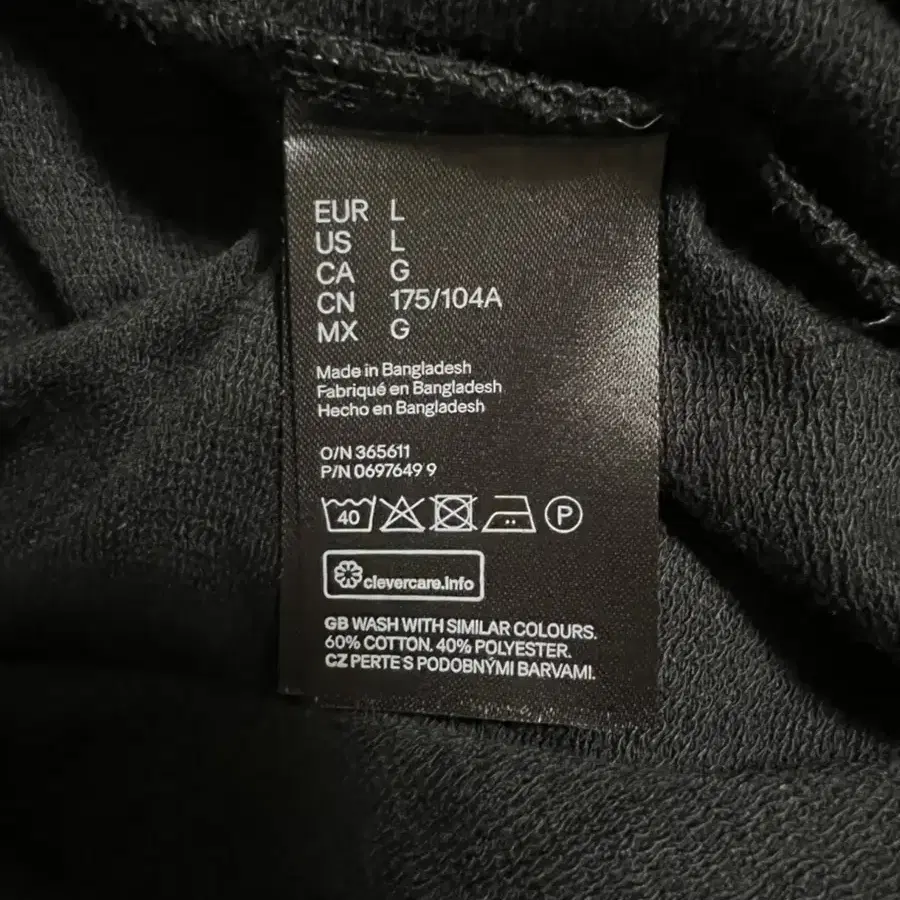 EUR L
US L
CA G
CN 175/104A
MX G
Made in Bangladesh
Fabriqué en Bangladesh
Hecho en Bangladesh
O/N 365611
P/N 0697649 9
40 P
clevercare.info
GB WASH WITH SIMILAR COLOURS.
60% COTTON. 40% POLYESTER.
CZ PERTE S PODOBNÝMI BARVAMI.